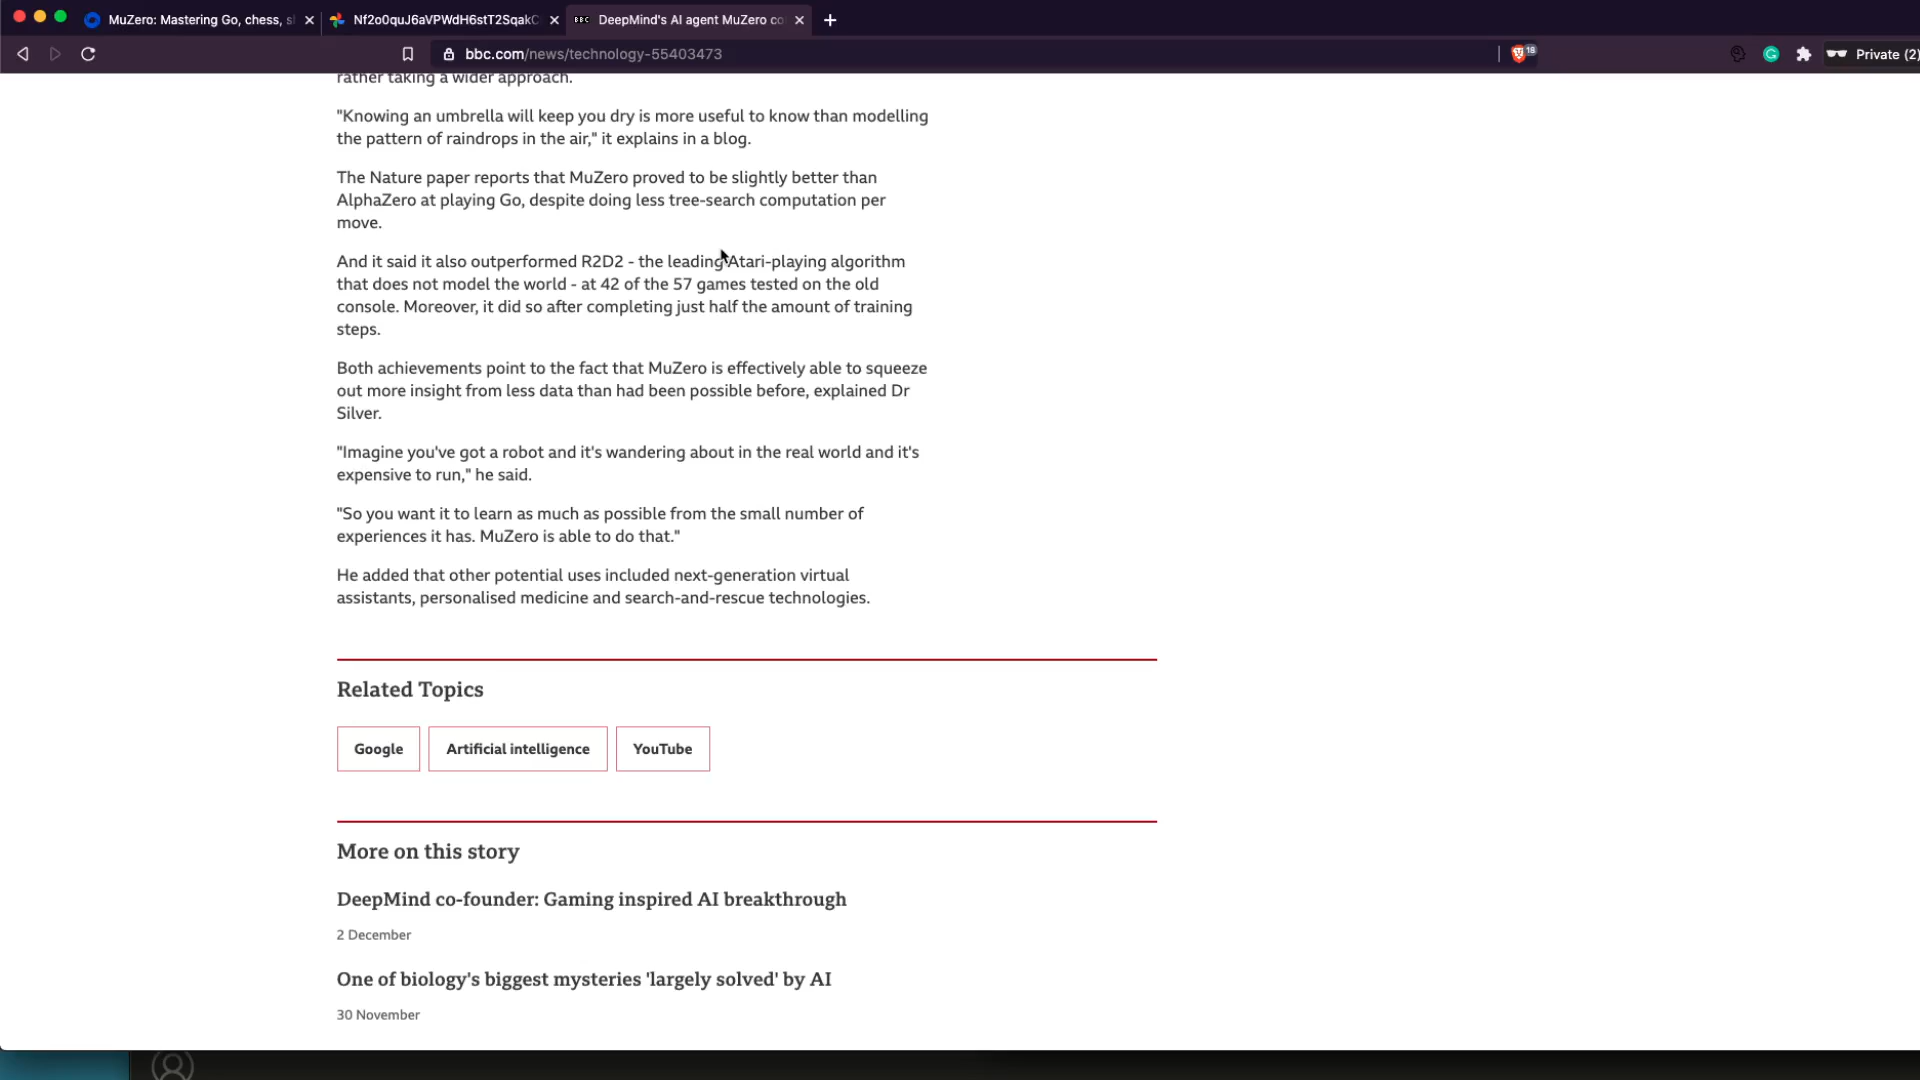 MuZero: Mastering Go, chess, s
Nf2o0quJ6aVPWdH6stT2Sqak
BBC DeepMind's AI agent MuZero co
bbc.com/news/technology-55403473
18
Private (2)
rather taking a wider approach.
"Knowing an umbrella will keep you dry is more useful to know than modelling
the pattern of raindrops in the air," it explains in a blog.
The Nature paper reports that MuZero proved to be slightly better than
AlphaZero at playing Go, despite doing less tree-search computation per
move.
And it said it also outperformed R2D2 - the leading Atari-playing algorithm
that does not model the world - at 42 of the 57 games tested on the old
console. Moreover, it did so after completing just half the amount of training
steps.
Both achievements point to the fact that MuZero is effectively able to squeeze
out more insight from less data than had been possible before, explained Dr
Silver.
"Imagine you've got a robot and it's wandering about in the real world and it's
expensive to run," he said.
"So you want it to learn as much as possible from the small number of
experiences it has. MuZero is able to do that."
He added that other potential uses included next-generation virtual
assistants, personalised medicine and search-and-rescue technologies.
Related Topics
Google
Artificial intelligence
YouTube
More on this story
DeepMind co-founder: Gaming inspired AI breakthrough
2 December
One of biology's biggest mysteries 'largely solved' by AI
30 November